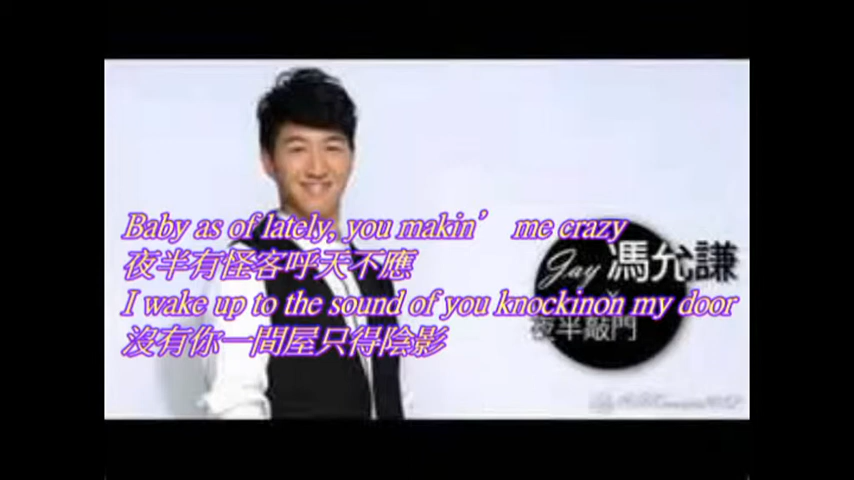 Baby as of lately, you makin’ me crazy
夜半有怪客呼天不應
I wake up to the sound of you knockinon my door
沒有你一間屋只得陰影
Jay 馮允謙
夜半敲門